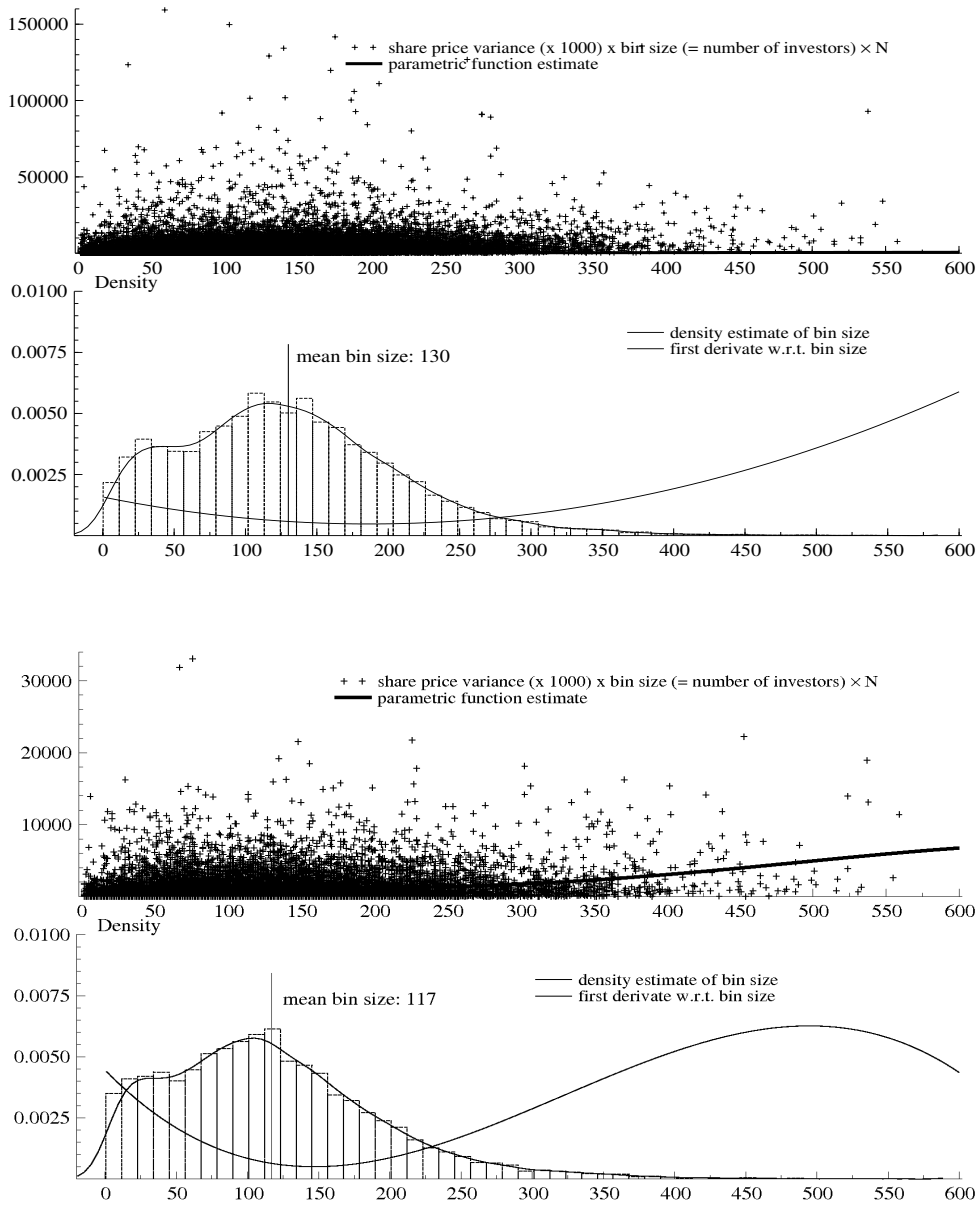 150000
share price variance (x 1000) x bin size (= number of investors) × N
parametric function estimate
100000
50000
0 50 100 150 200 250 300 350 400 450 500 550 600
Density
0.0100
density estimate of bin size
first derivate w.r.t. bin size
0.0075
mean bin size: 130
0.0050
0.0025
0 50 100 150 200 250 300 350 400 450 500 550 600
30000
share price variance (x 1000) x bin size (= number of investors) × N
parametric function estimate
20000
10000
0 50 100 150 200 250 300 350 400 450 500 550 600
Density
0.0100
density estimate of bin size
first derivate w.r.t. bin size
0.0075
mean bin size: 117
0.0050
0.0025
0 50 100 150 200 250 300 350 400 450 500 550 600